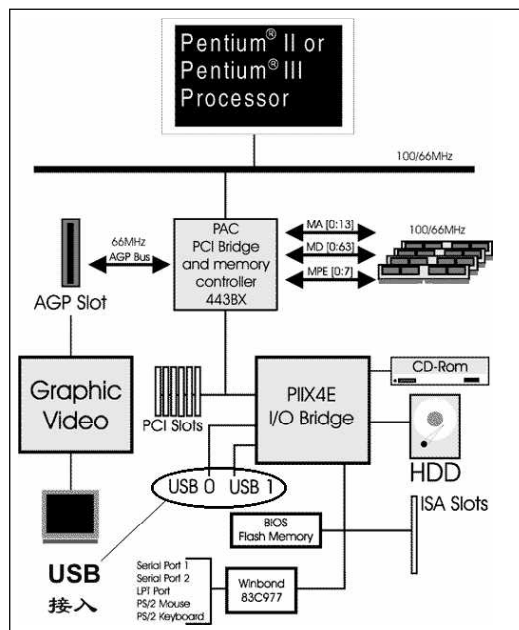 Pentium® II or
Pentium® III
Processor
100/66MHz
PAC
PCI Bridge
and memory
controller
443BX
66MHz
AGP Bus
MA [0:13]
MD [0:63]
MPE [0:7]
100/66MHz
AGP Slot
Graphic
Video
PCI Slots
PIIX4E
I/O Bridge
CD-Rom
HDD
USB 0
USB 1
ISA Slots
BIOS
Flash Memory
USB
接入
Serial Port 1
Serial Port 2
LPT Port
PS/2 Mouse
PS/2 Keyboard
Winbond
83C977